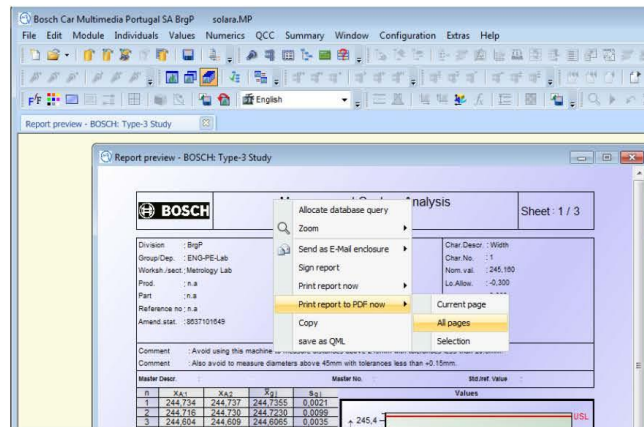 Bosch Car Multimedia Portugal SA BrgP solara.MP
File Edit Module Individuals Values Numerics QCC Summary Window Configuration Extras Help
English
Report preview - BOSCH: Type-3 Study
Report preview - BOSCH: Type-3 Study
BOSCH
Analysis
Sheet : 1 / 3
Allocate database query
Zoom
Send as E-Mail enclosure
Sign report
Print report now
Print report to PDF now
Copy
save as QML
Current page
All pages
Selection
Division : BrgP
Group/Dep. : ENG-PE-Lab
Worksh./sect. : Metrology Lab
Prod. : n.a
Part : n.a
Reference no : n.a
Amend.stat. : 8637101649
Char.Descr. : Width
Char.No. : 1
Nom.val. : 245,160
Lo.Allow. : -0,300
Comment : Avoid using this machine to
Comment : Also avoid to measure diameters above 45mm with tolerances less than +0.15mm.
Master Descr. : Master No. : Std./ref. Value :
n XA;1 XA;2 x̄g j sg j Values
1 244,734 244,737 244,7355 0,0021
2 244,716 244,730 244,7230 0,0099
3 244,604 244,609 244,6065 0,0035
245,4
USL